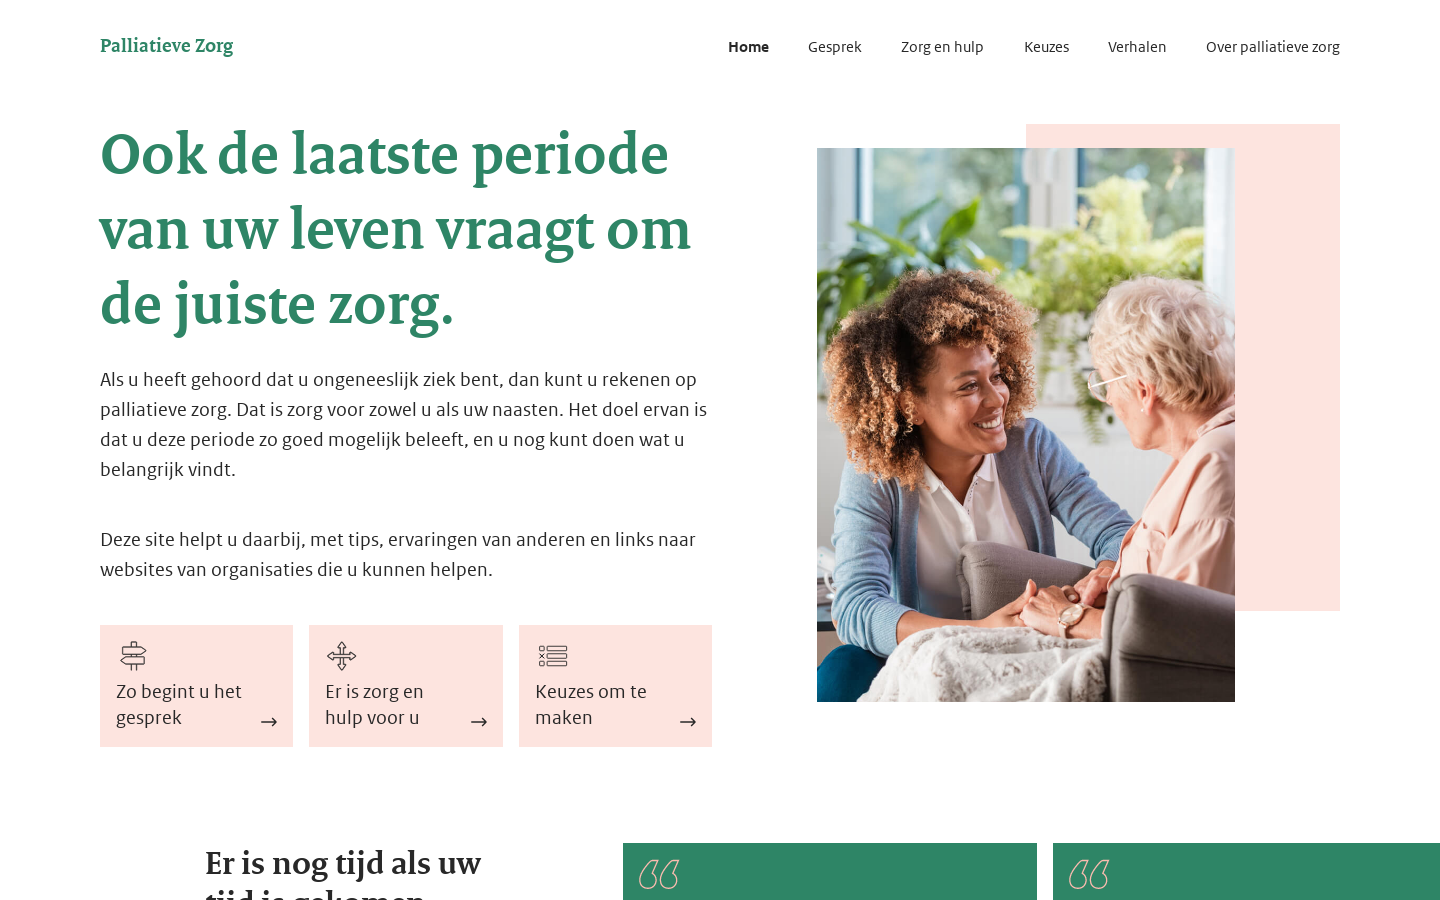 Palliatieve Zorg
Home
Gesprek
Zorg en hulp
Keuzes
Verhalen
Over palliatieve zorg
Ook de laatste periode
van uw leven vraagt om
de juiste zorg.
Als u heeft gehoord dat u ongeneeslijk ziek bent, dan kunt u rekenen op
palliatieve zorg. Dat is zorg voor zowel u als uw naasten. Het doel ervan is
dat u deze periode zo goed mogelijk beleeft, en u nog kunt doen wat u
belangrijk vindt.
Deze site helpt u daarbij, met tips, ervaringen van anderen en links naar
websites van organisaties die u kunnen helpen.
Zo begint u het
gesprek
Er is zorg en
hulp voor u
Keuzes om te
maken
Er is nog tijd als uw
tijd is gekomen